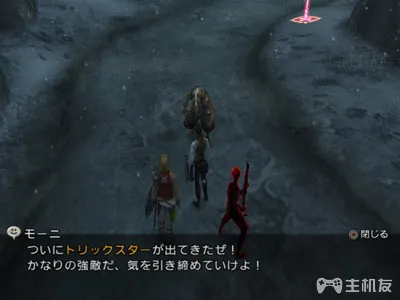 モーニ
閉じる
ついにトリックスターが出てきたぜ！
かなりの強敵だ、気を引き締めていけよ！
主机友